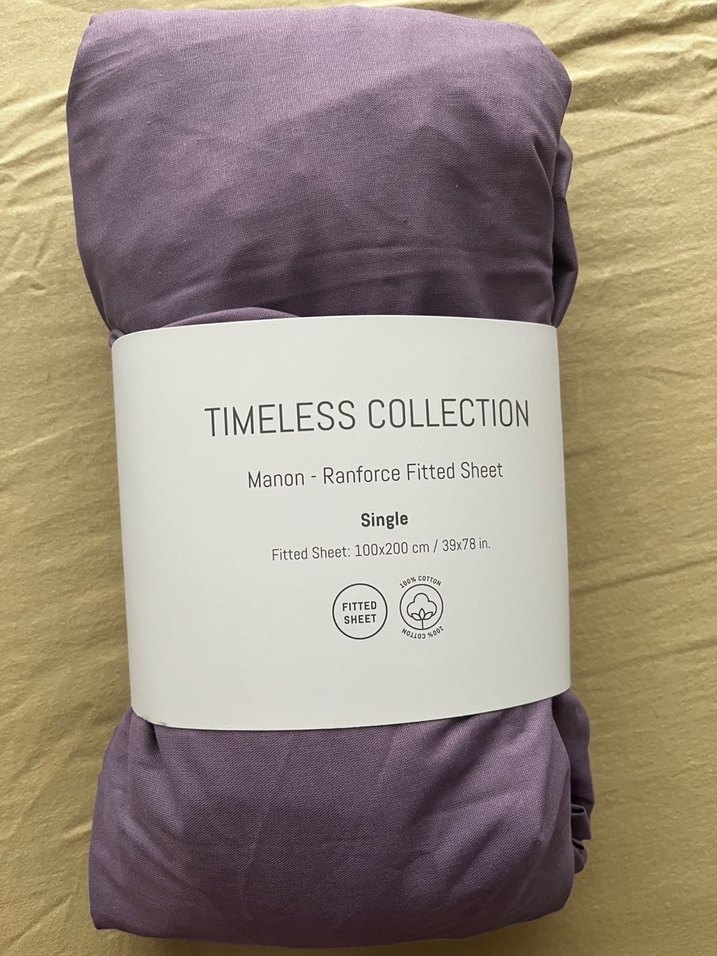 TIMELESS COLLECTION
Manon - Ranforce Fitted Sheet
Single
Fitted Sheet: 100x200 cm / 39x78 in.
FITTED
SHEET
100% COTTON
100% COTTON